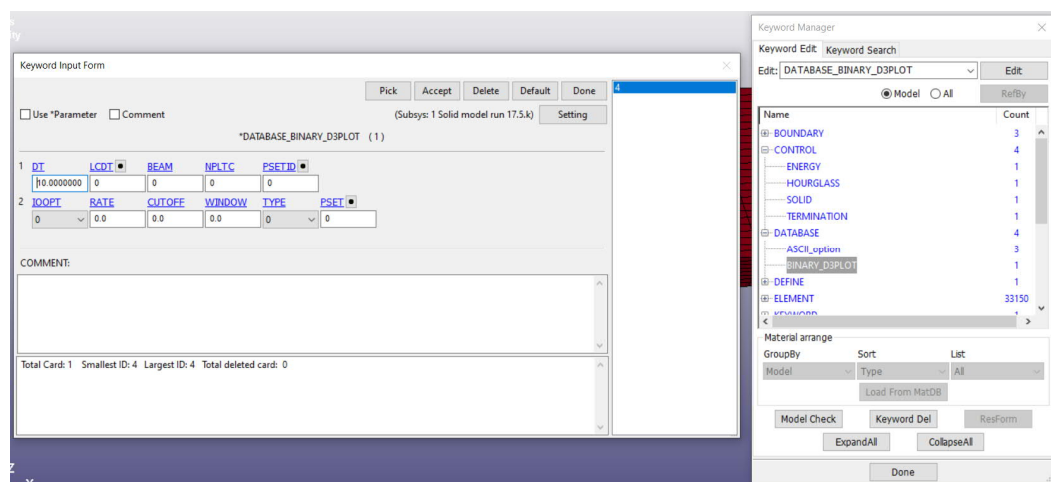 Keyword Input Form
Pick Accept Delete Default Done
Use *Parameter Comment (Subsys: 1 Solid model run 17.5.k) Setting
*DATABASE_BINARY_D3PLOT (1)
1 DT LCDT BEAM NPLTC PSETID
10.0000000 0 0 0 0
2 IOOPT RATE CUTOFF WINDOW TYPE PSET
0 0.0 0.0 0.0 0 0
COMMENT:
Total Card: 1 Smallest ID: 4 Largest ID: 4 Total deleted card: 0
4
Keyword Manager
Keyword Edit Keyword Search
Edit: DATABASE_BINARY_D3PLOT Edit
Model All RefBy
Name Count
BOUNDARY 3
CONTROL 4
ENERGY 1
HOURGLASS 1
SOLID 1
TERMINATION 1
DATABASE 4
ASCII_option 3
BINARY_D3PLOT 1
DEFINE 1
ELEMENT 33150
KEYWORD 1
Material arrange
GroupBy Sort List
Model Type All
Load From MatDB
Model Check Keyword Del ResForm
ExpandAll CollapseAll
Done